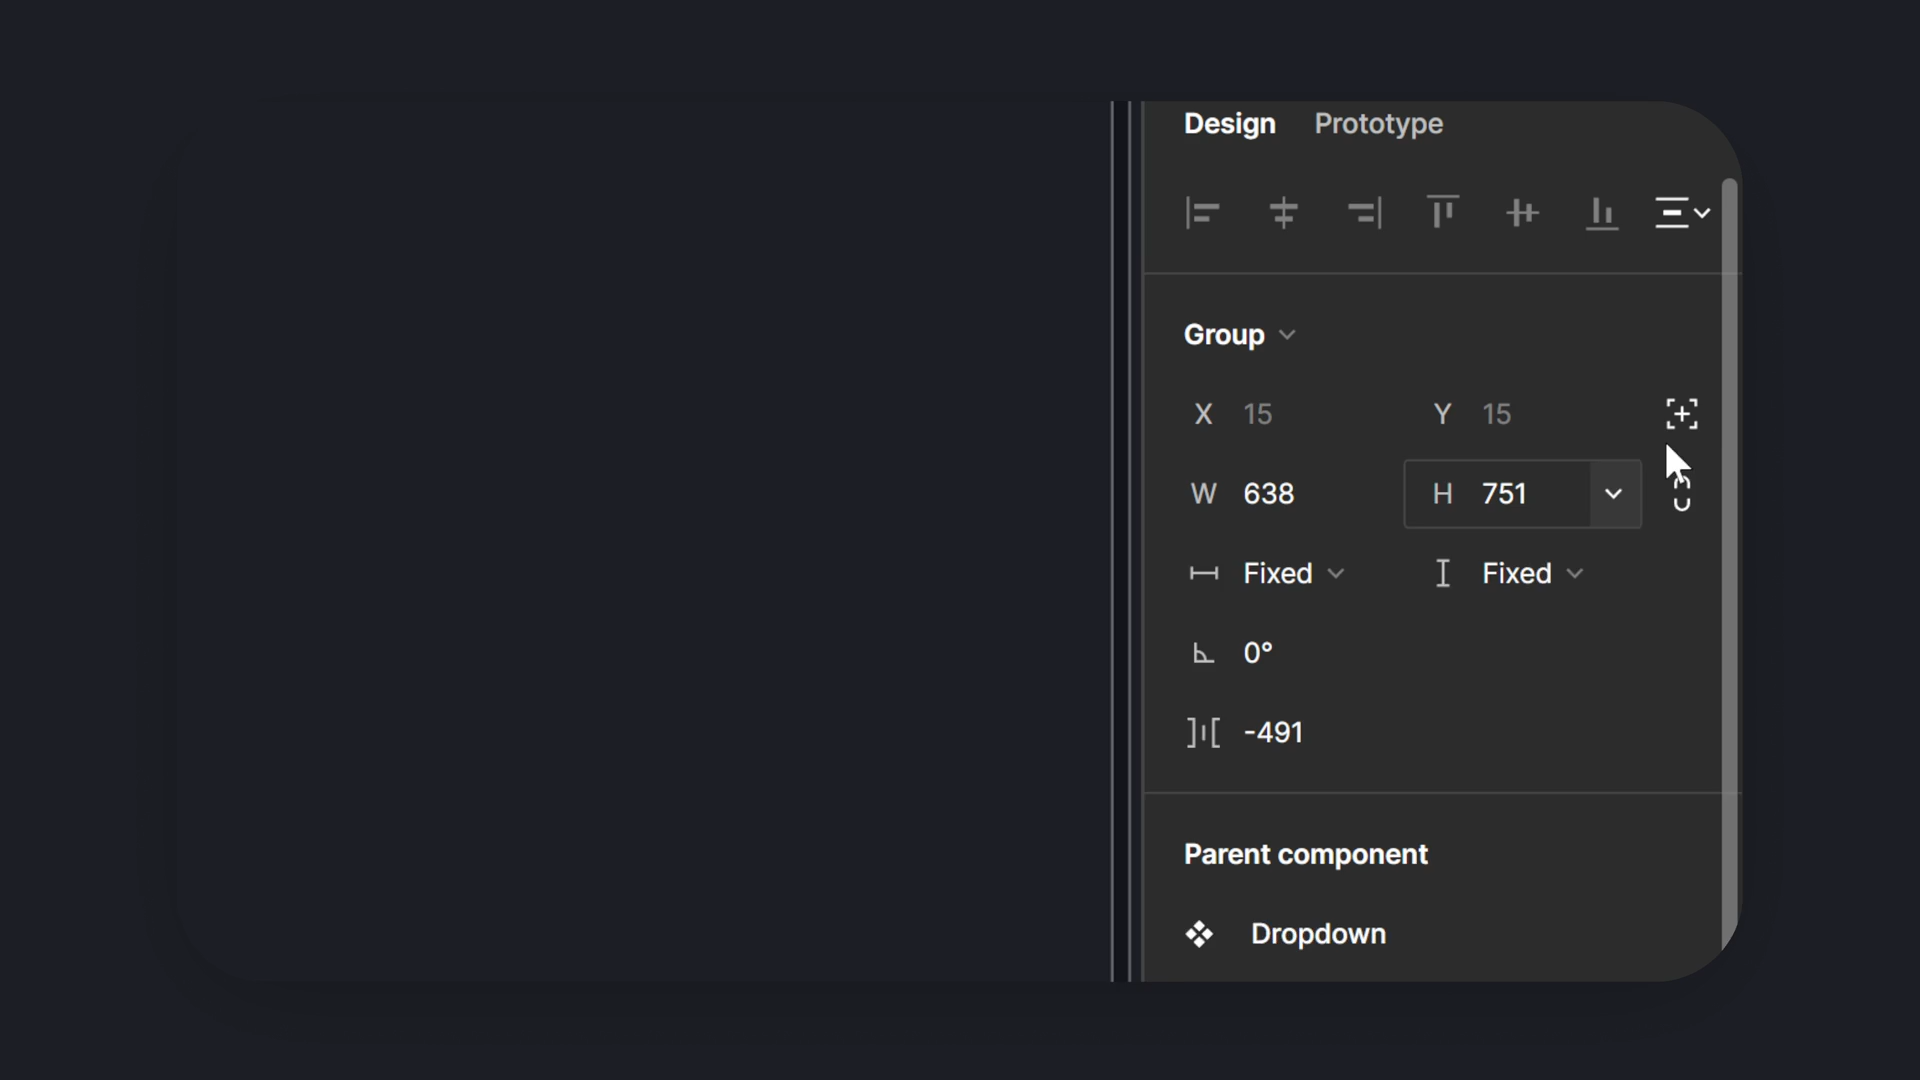 Design Prototype
Group
X 15 Y 15
W 638 H 751
Fixed Fixed
0°
-491
Parent component
Dropdown